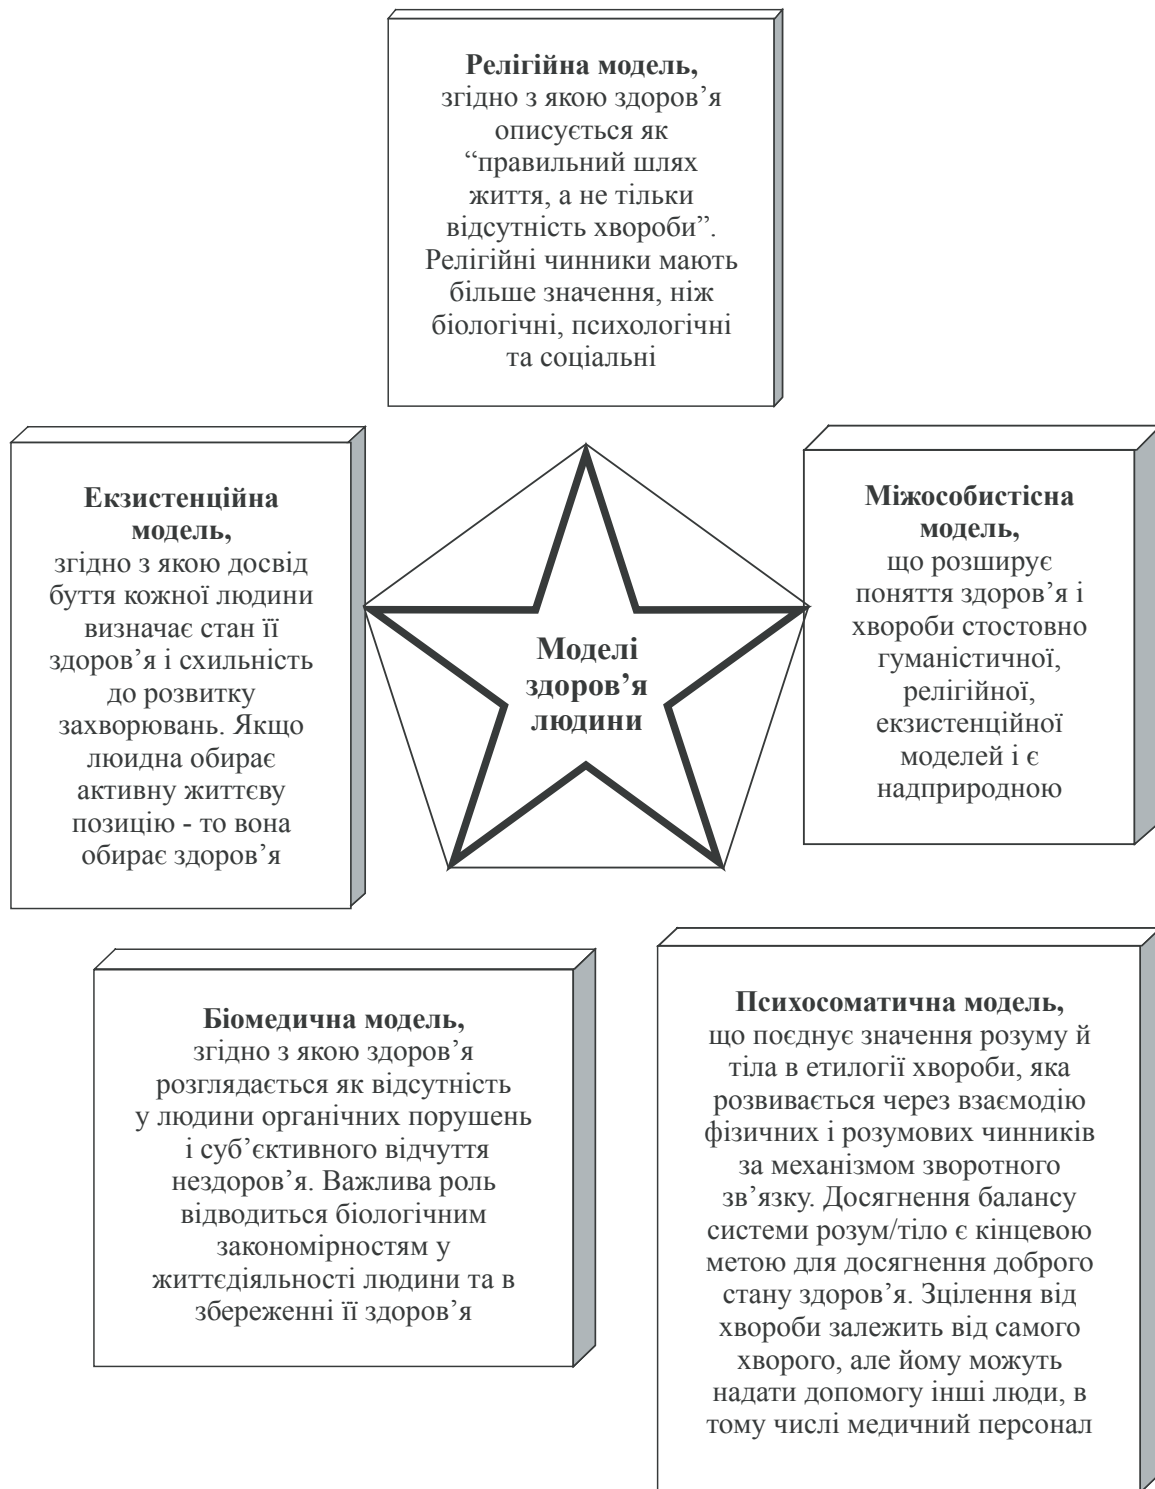 Релігійна модель,
згідно з якою здоров’я
описується як
“правильний шлях
життя, а не тільки
відсутність хвороби”.
Релігійні чинники мають
більше значення, ніж
біологічні, психологічні
та соціальні
Екзистенційна
модель,
згідно з якою досвід
буття кожної людини
визначає стан її
здоров’я і схильність
до розвитку
захворювань. Якщо
люидна обирає
активну життєву
позицію - то вона
обирає здоров’я
Моделі
здоров’я
людини
Міжособистісна
модель,
що розширує
поняття здоров’я і
хвороби стостовно
гуманістичної,
релігійної,
екзистенційної
моделей і є
надприродною
Біомедична модель,
згідно з якою здоров’я
розглядається як відсутність
у людини органічних порушень
і суб’єктивного відчуття
нездоров’я. Важлива роль
відводиться біологічним
закономірностям у
життєдіяльності людини та в
збереженні її здоров’я
Психосоматична модель,
що поєднує значення розуму й
тіла в етилогії хвороби, яка
розвивається через взаємодію
фізичних і розумових чинників
за механізмом зворотного
зв’язку. Досягнення балансу
системи розум/тіло є кінцевою
метою для досягнення доброго
стану здоров’я. Зцілення від
хвороби залежить від самого
хворого, але йому можуть
надати допомогу інші люди, в
тому числі медичний персонал